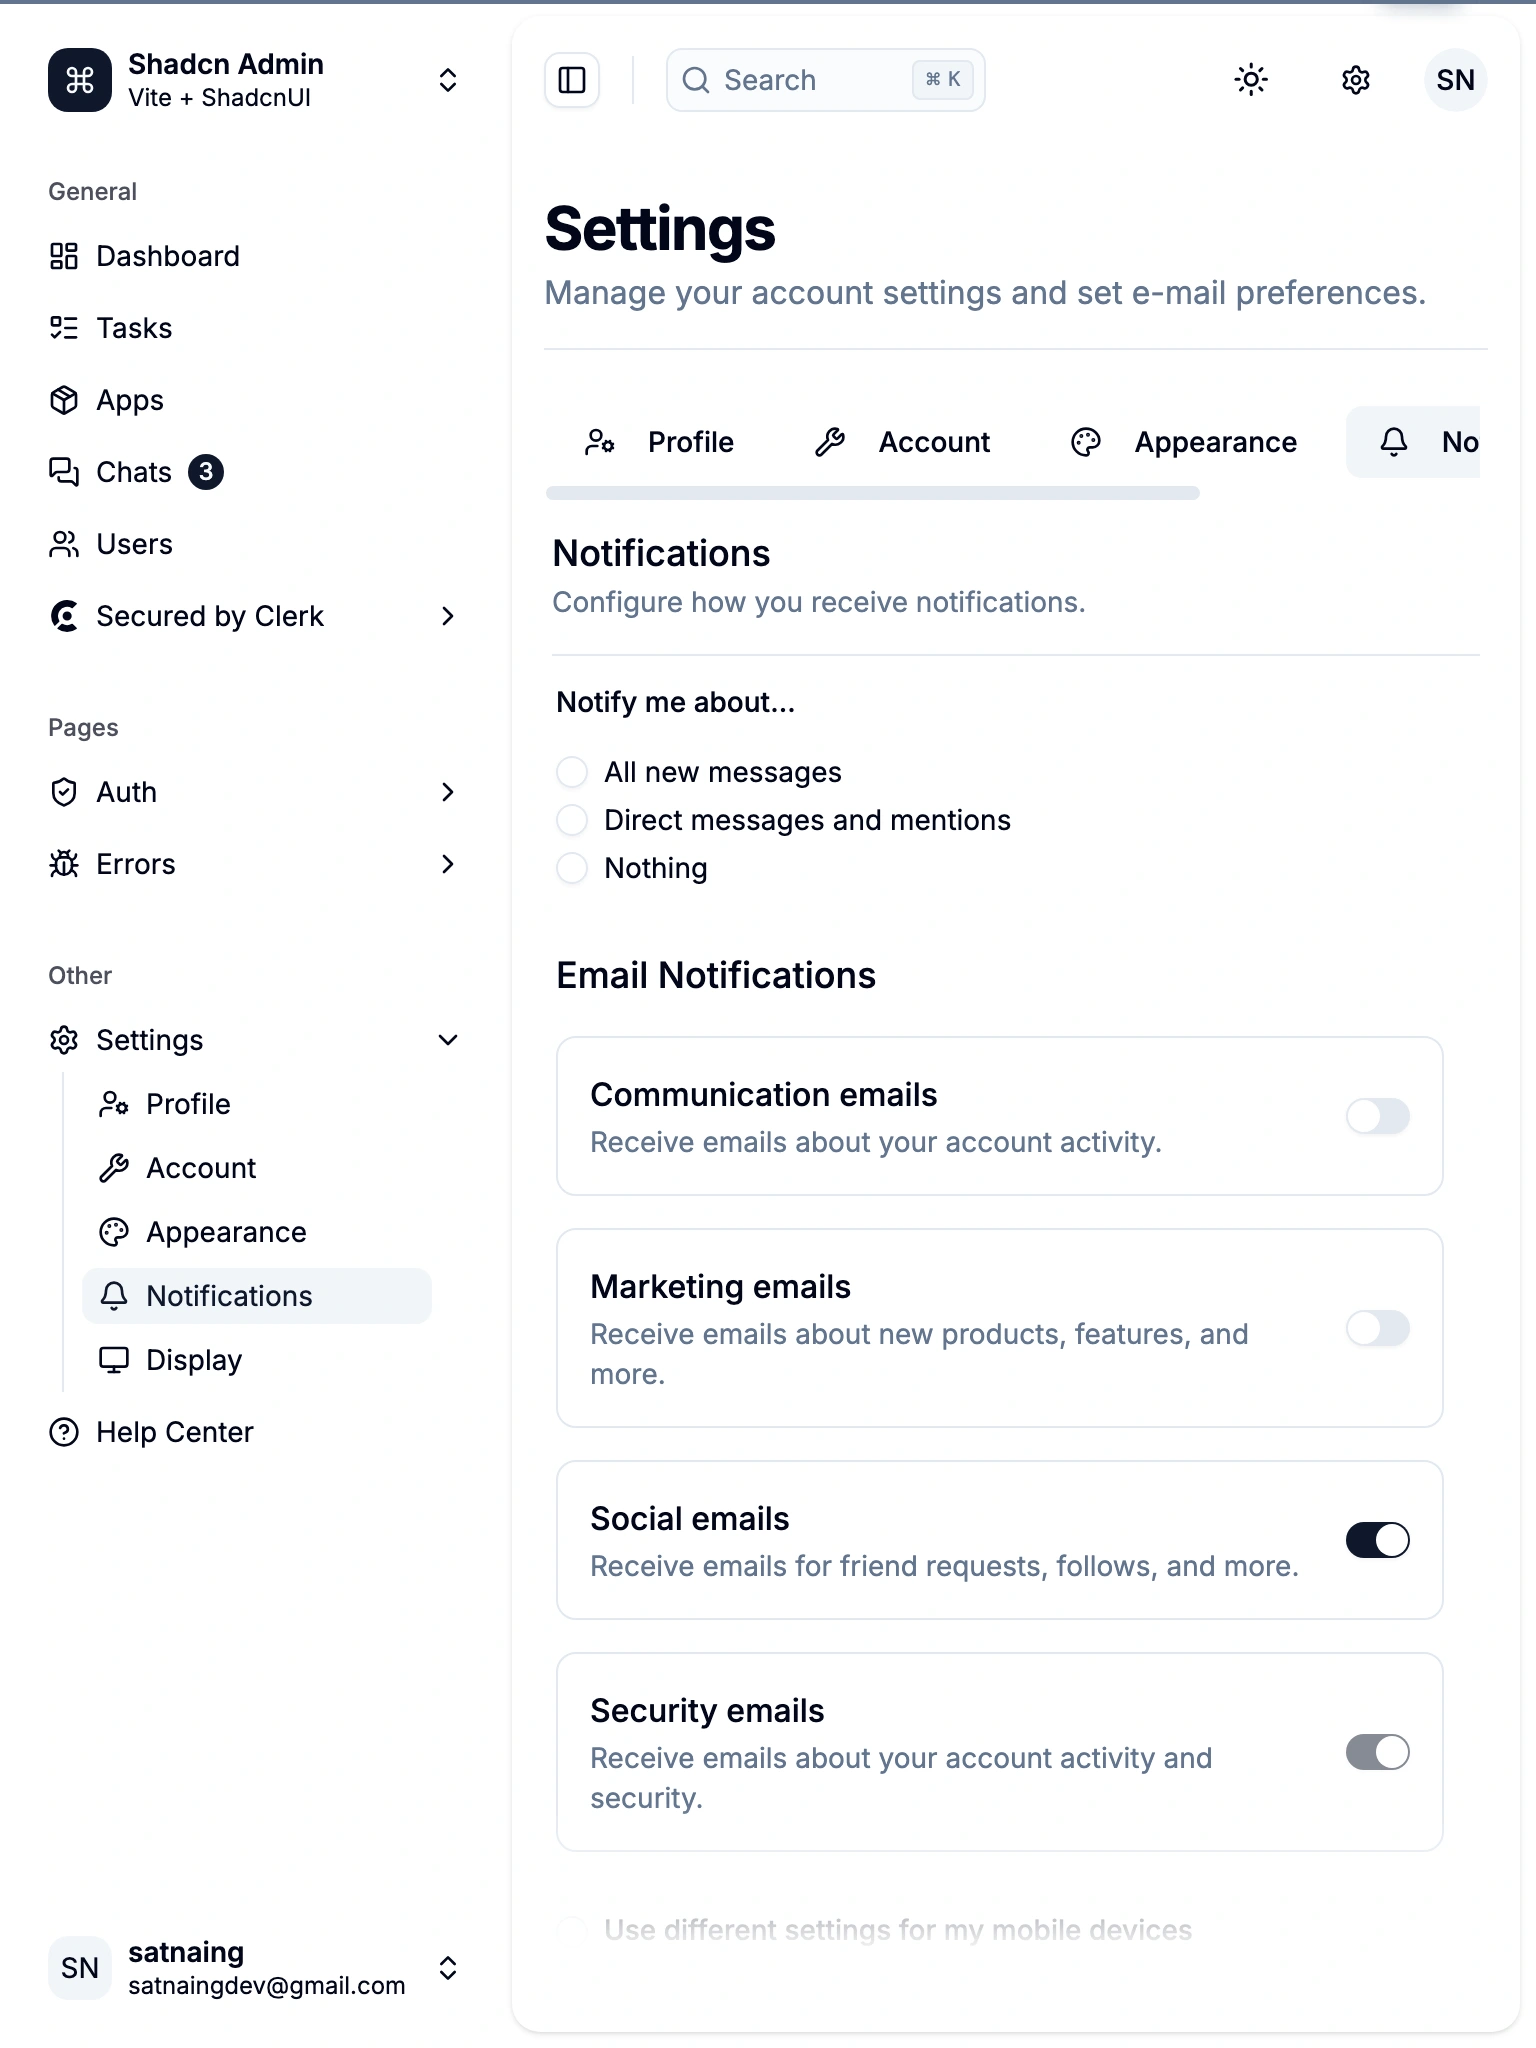 Shadcn Admin
Vite + ShadcnUI
General
Dashboard
Tasks
Apps
Chats 3
Users
Secured by Clerk
Pages
Auth
Errors
Other
Settings
Profile
Account
Appearance
Notifications
Display
Help Center
SN
satnaing
satnaingdev@gmail.com
Search ⌘ K
SN
Settings
Manage your account settings and set e-mail preferences.
Profile Account Appearance No
Notifications
Configure how you receive notifications.
Notify me about...
All new messages
Direct messages and mentions
Nothing
Email Notifications
Communication emails
Receive emails about your account activity.
Marketing emails
Receive emails about new products, features, and
more.
Social emails
Receive emails for friend requests, follows, and more.
Security emails
Receive emails about your account activity and
security.
Use different settings for my mobile devices